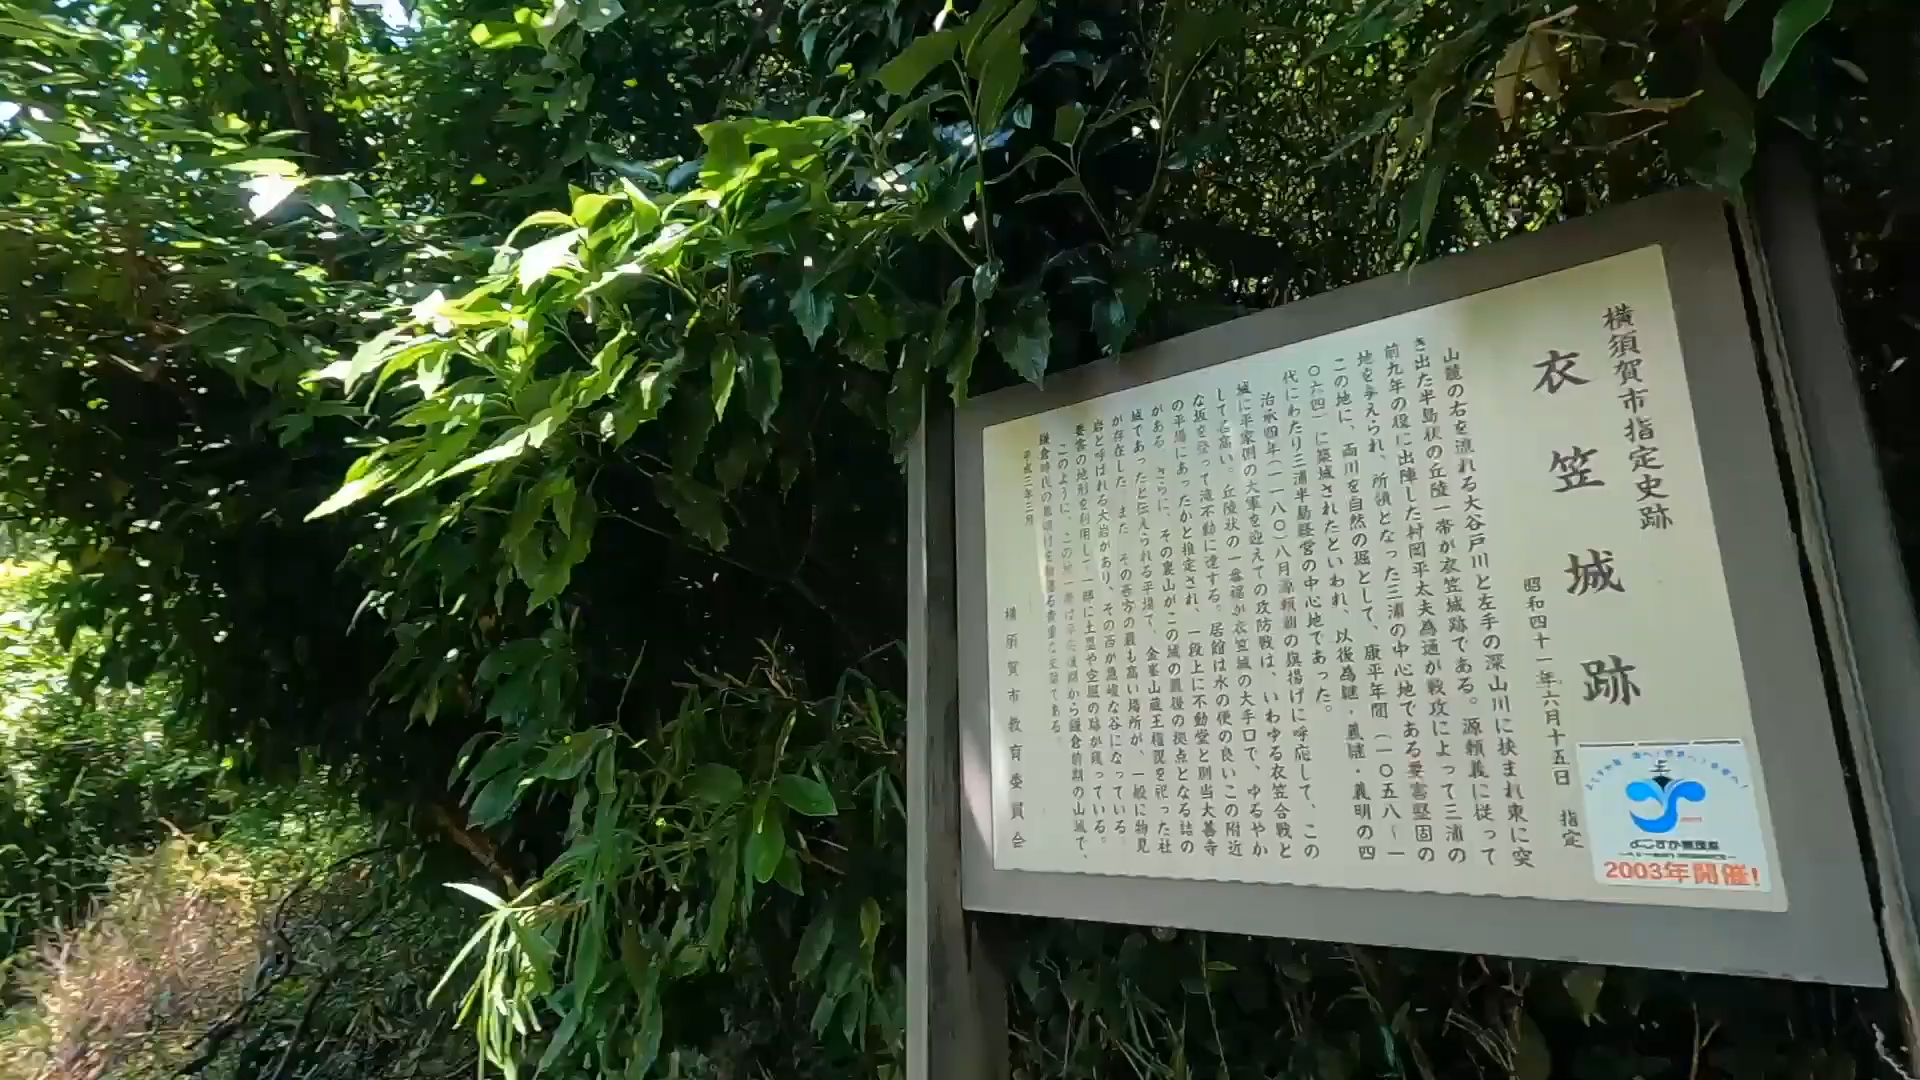 横須賀市指定史跡
衣笠城跡
昭和四十一年六月十五日 指定
山麓の右を流れる大谷戸川と左手の深山川に挟まれ東に突
き出た半島状の丘陵一帯が衣笠城跡である。源頼義に従って
前九年の役に出陣した村岡平太夫為通が戦攻によって三浦の
地を与えられ、所領となった三浦の中心地である要害堅固の
この地に、両川を自然の堀として、康平年間(一〇五八~一
〇六四)に築城されたといわれ、以後為継・義継・義明の四
代にわたり三浦半島経営の中心地であった。
治承四年(一一八〇)八月源頼朝の旗揚げに呼応して、この
城に平家側の大軍を迎えての攻防戦は、いわゆる衣笠合戦と
して名高い。丘陵状の一番裾が衣笠城の大手口で、ゆるやか
な坂を登って滝不動に達する。居館は水の便の良いこの附近
の平場にあったかと推定され、一段上に不動堂と別当大善寺
がある。さらに、その裏山がこの城の最後の拠点となる詰の
城であったと伝えられる平場で、金峯山蔵王権現を祀った社
が存在した。また、その西方の最も高い場所が、一般に物見
岩と呼ばれる大岩があり、その西が急峻な谷になっている。
要害の地形を利用して一部に土塁や空堀の跡が残っている。
このように、この城一帯は平安後期から鎌倉前期の山城で、
鎌倉時代の幕明けを物語る貴重な史跡である。
平成三年三月
横須賀市教育委員会
2003年開催!